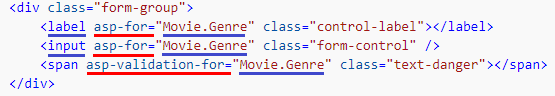 <div class="form-group">
<label asp-for="Movie.Genre" class="control-label"></label>
<input asp-for="Movie.Genre" class="form-control" />
<span asp-validation-for="Movie.Genre" class="text-danger"></span>
</div>